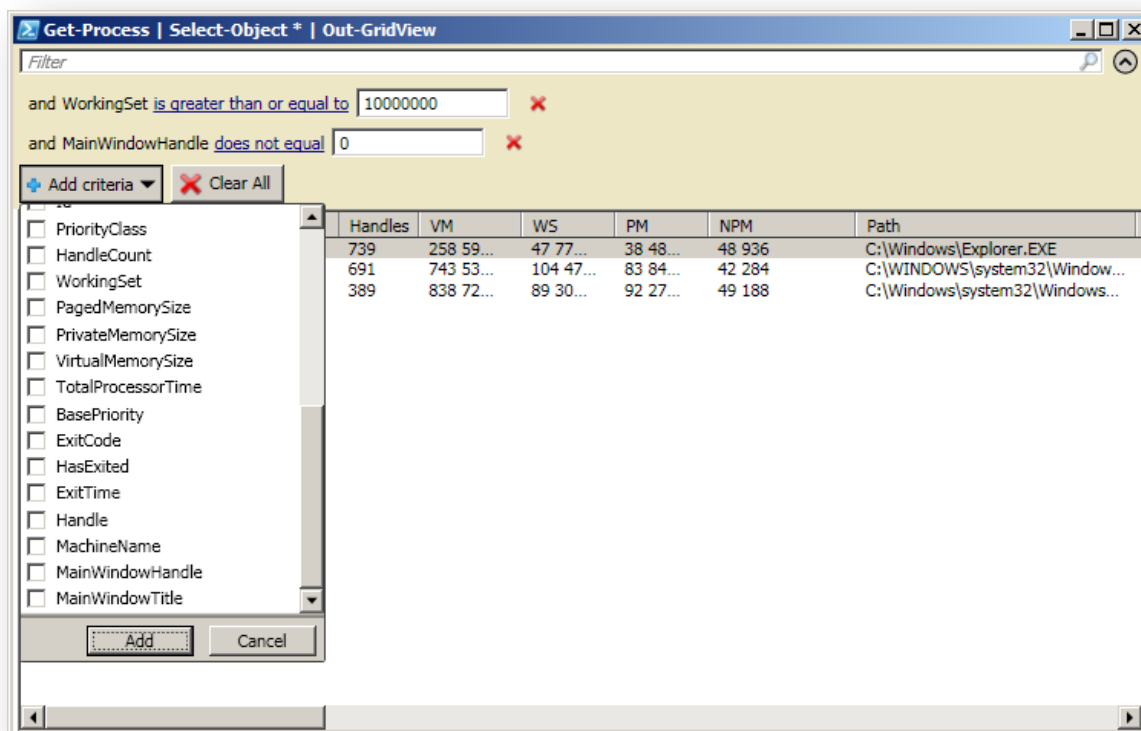 Get-Process | Select-Object * | Out-GridView
Filter
and WorkingSet is greater than or equal to 10000000
and MainWindowHandle does not equal 0
Add criteria Clear All
Handles VM WS PM NPM Path
739 258 59... 47 77... 38 48... 48 936 C:\Windows\Explorer.EXE
691 743 53... 104 47... 83 84... 42 284 C:\WINDOWS\system32\Window...
389 838 72... 89 30... 92 27... 49 188 C:\Windows\system32\Windows...
PriorityClass
HandleCount
WorkingSet
PagedMemorySize
PrivateMemorySize
VirtualMemorySize
TotalProcessorTime
BasePriority
ExitCode
HasExited
ExitTime
Handle
MachineName
MainWindowHandle
MainWindowTitle
Add Cancel